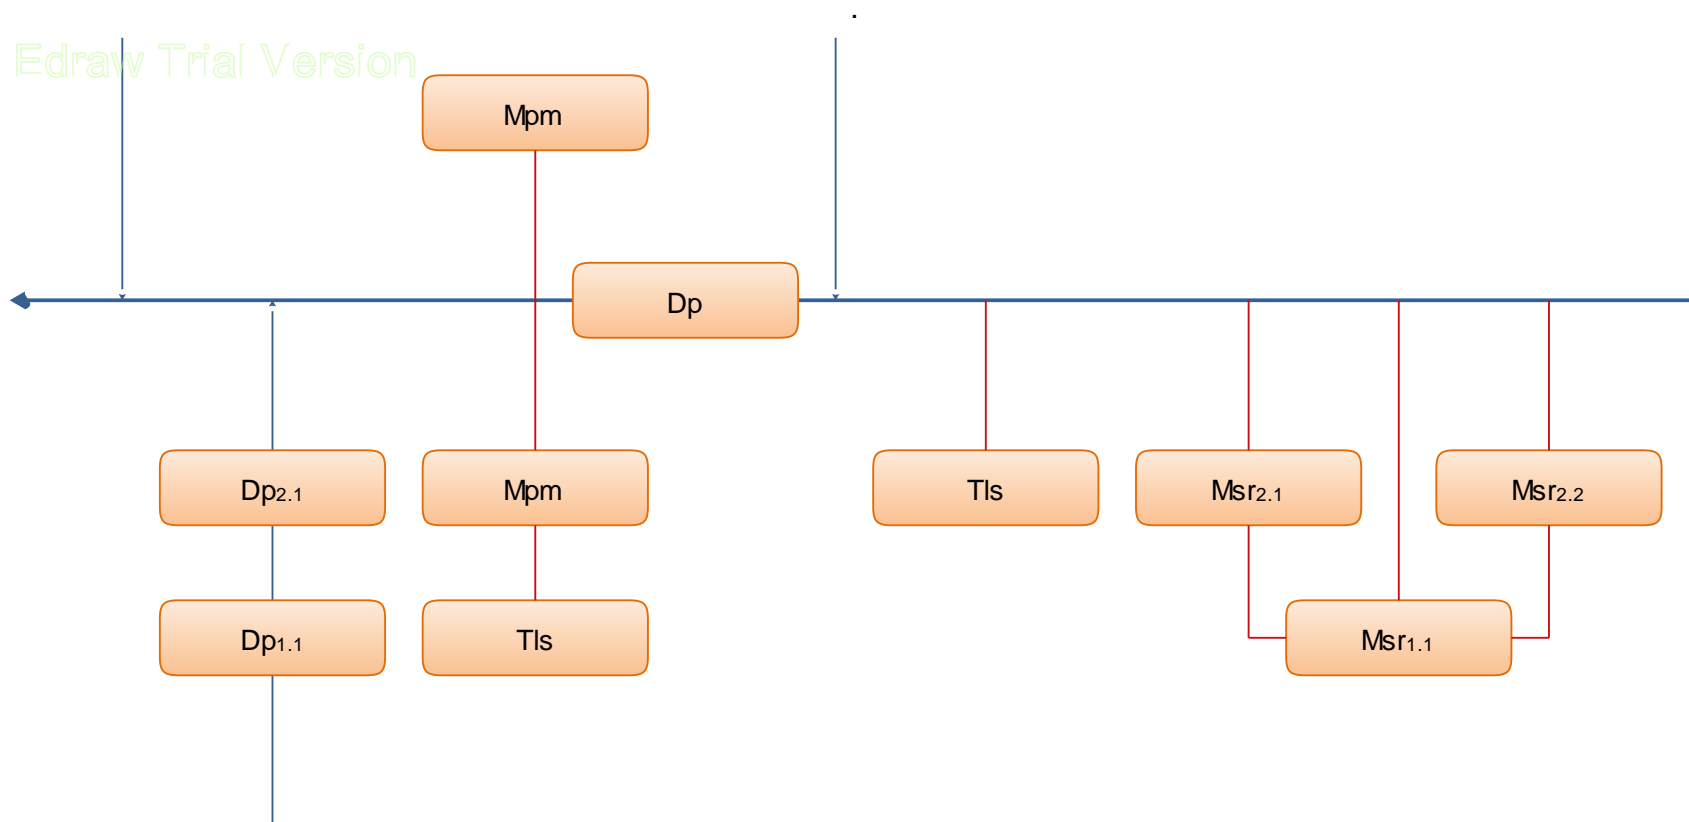 .
Edraw Trial Version
Mpm
Dp
Dp2.1
Mpm
Tls
Msr2.1
Msr2.2
Dp1.1
Tls
Msr1.1